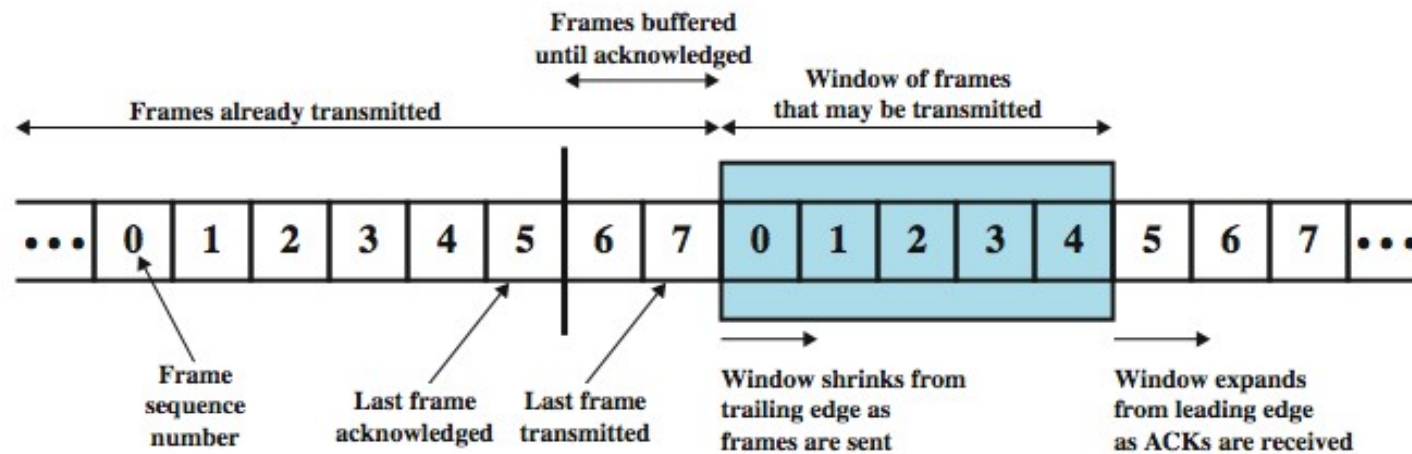 Frames buffered
until acknowledged
Window of frames
that may be transmitted
Frames already transmitted
••• 0 1 2 3 4 5 6 7 0 1 2 3 4 5 6 7 •••
Frame
sequence
number
Last frame
acknowledged
Last frame
transmitted
Window shrinks from
trailing edge as
frames are sent
Window expands
from leading edge
as ACKs are received